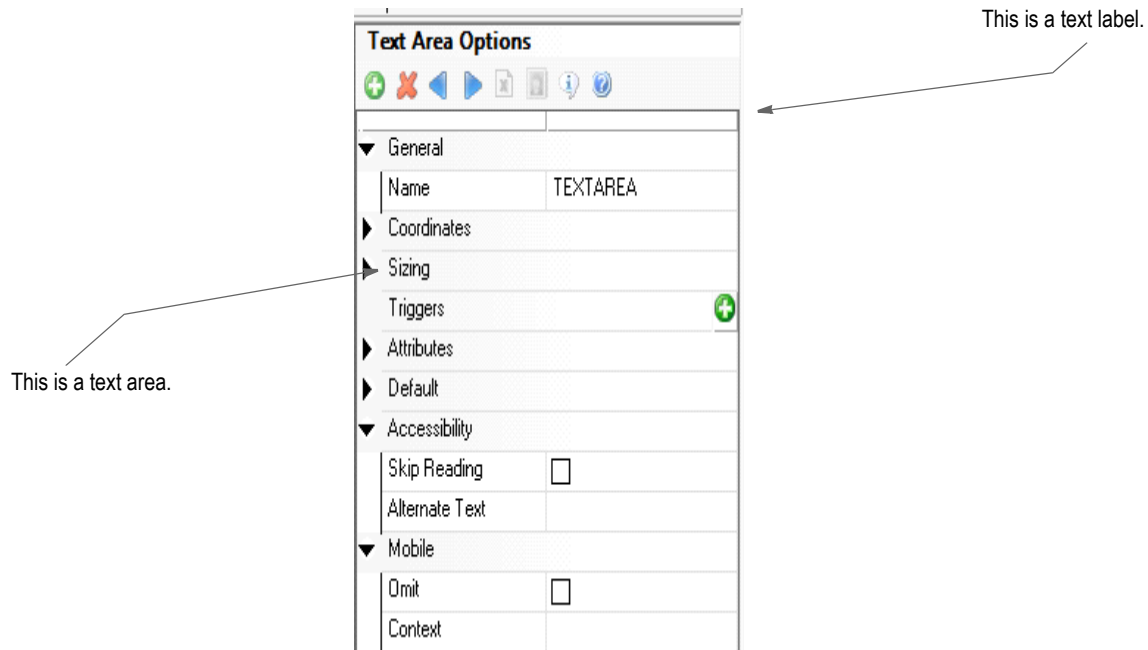 This is a text label.
Text Area Options
General
Name TEXTAREA
Coordinates
Sizing
Triggers
Attributes
This is a text area.
Default
Accessibility
Skip Reading
Alternate Text
Mobile
Omit
Context